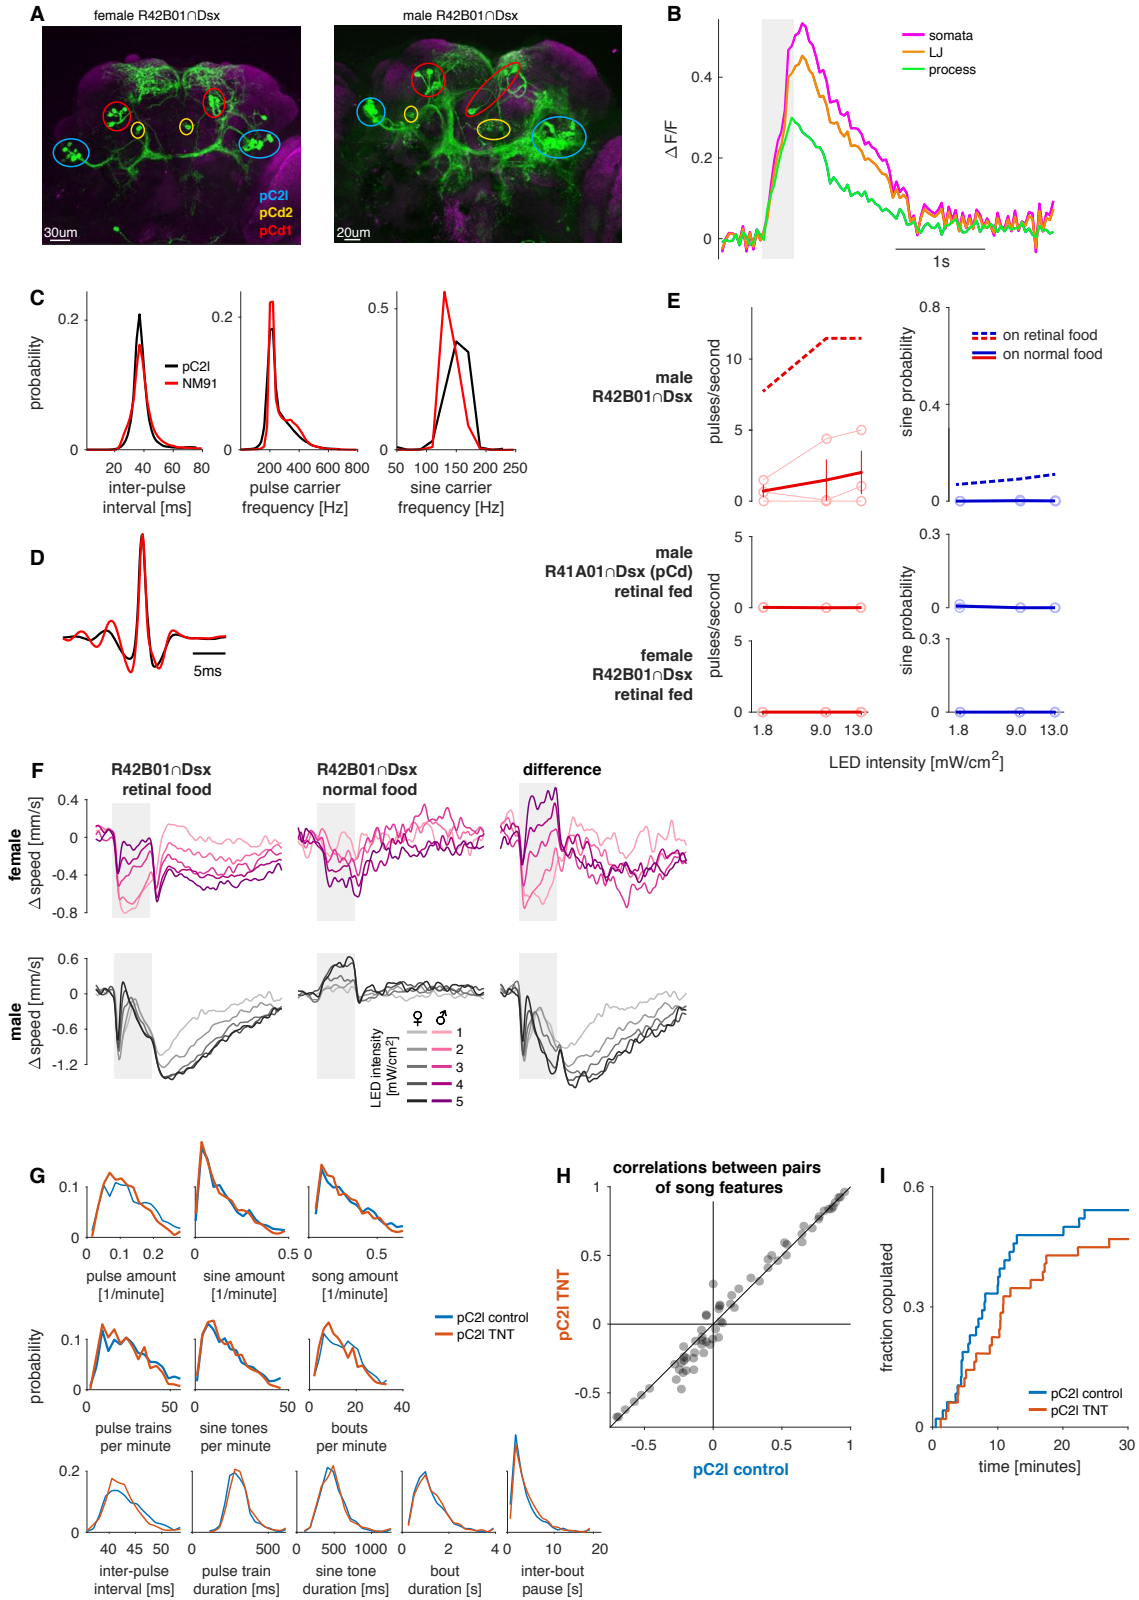 A
female R42B01∩Dsx
male R42B01∩Dsx
pC2l
pCd2
pCd1
30um
20um
B
somata
LJ
process
0.4
0.2
0
Δ F/F
1s
C
0.2
0
probability
20 40 60 80
inter-pulse
interval [ms]
pC2l
NM91
0.2
0
200 400 800
pulse carrier
frequency [Hz]
0.5
0
50 100 150 200 250
sine carrier
frequency [Hz]
D
5ms
E
male
R42B01∩Dsx
10
5
0
pulses/second
0.8
0.4
0
sine probability
on retinal food
on normal food
male
R41A01∩Dsx (pCd)
retinal fed
5
0
pulses/second
0.3
0
sine probability
female
R42B01∩Dsx
retinal fed
5
0
0.3
0
1.8 9.0 13.0
1.8 9.0 13.0
LED intensity [mW/cm2]
F
R42B01∩Dsx
retinal food
R42B01∩Dsx
normal food
difference
female
Δ speed [mm/s]
0.4
0
-0.4
-0.8
male
Δ speed [mm/s]
0.6
0
-0.6
-1.2
LED intensity
[mW/cm2]
♀ ♂
1
2
3
4
5
G
0.1
0
0 0.1 0.2
pulse amount
[1/minute]
0 0.5
sine amount
[1/minute]
0 0.5
song amount
[1/minute]
pC2l control
pC2l TNT
probability
0.1
0
0 50
pulse trains
per minute
0 50
sine tones
per minute
0 20 40
bouts
per minute
0.2
0
40 45 50
inter-pulse
interval [ms]
0 500
pulse train
duration [ms]
0 500 1000
sine tone
duration [ms]
0 2 4
bout
duration [s]
0 10 20
inter-bout
pause [s]
H
correlations between pairs
of song features
1
0.5
0
-0.5
pC2l TNT
-0.5 0 0.5 1
pC2l control
I
0.6
0.3
0
fraction copulated
pC2l control
pC2l TNT
0 10 20 30
time [minutes]